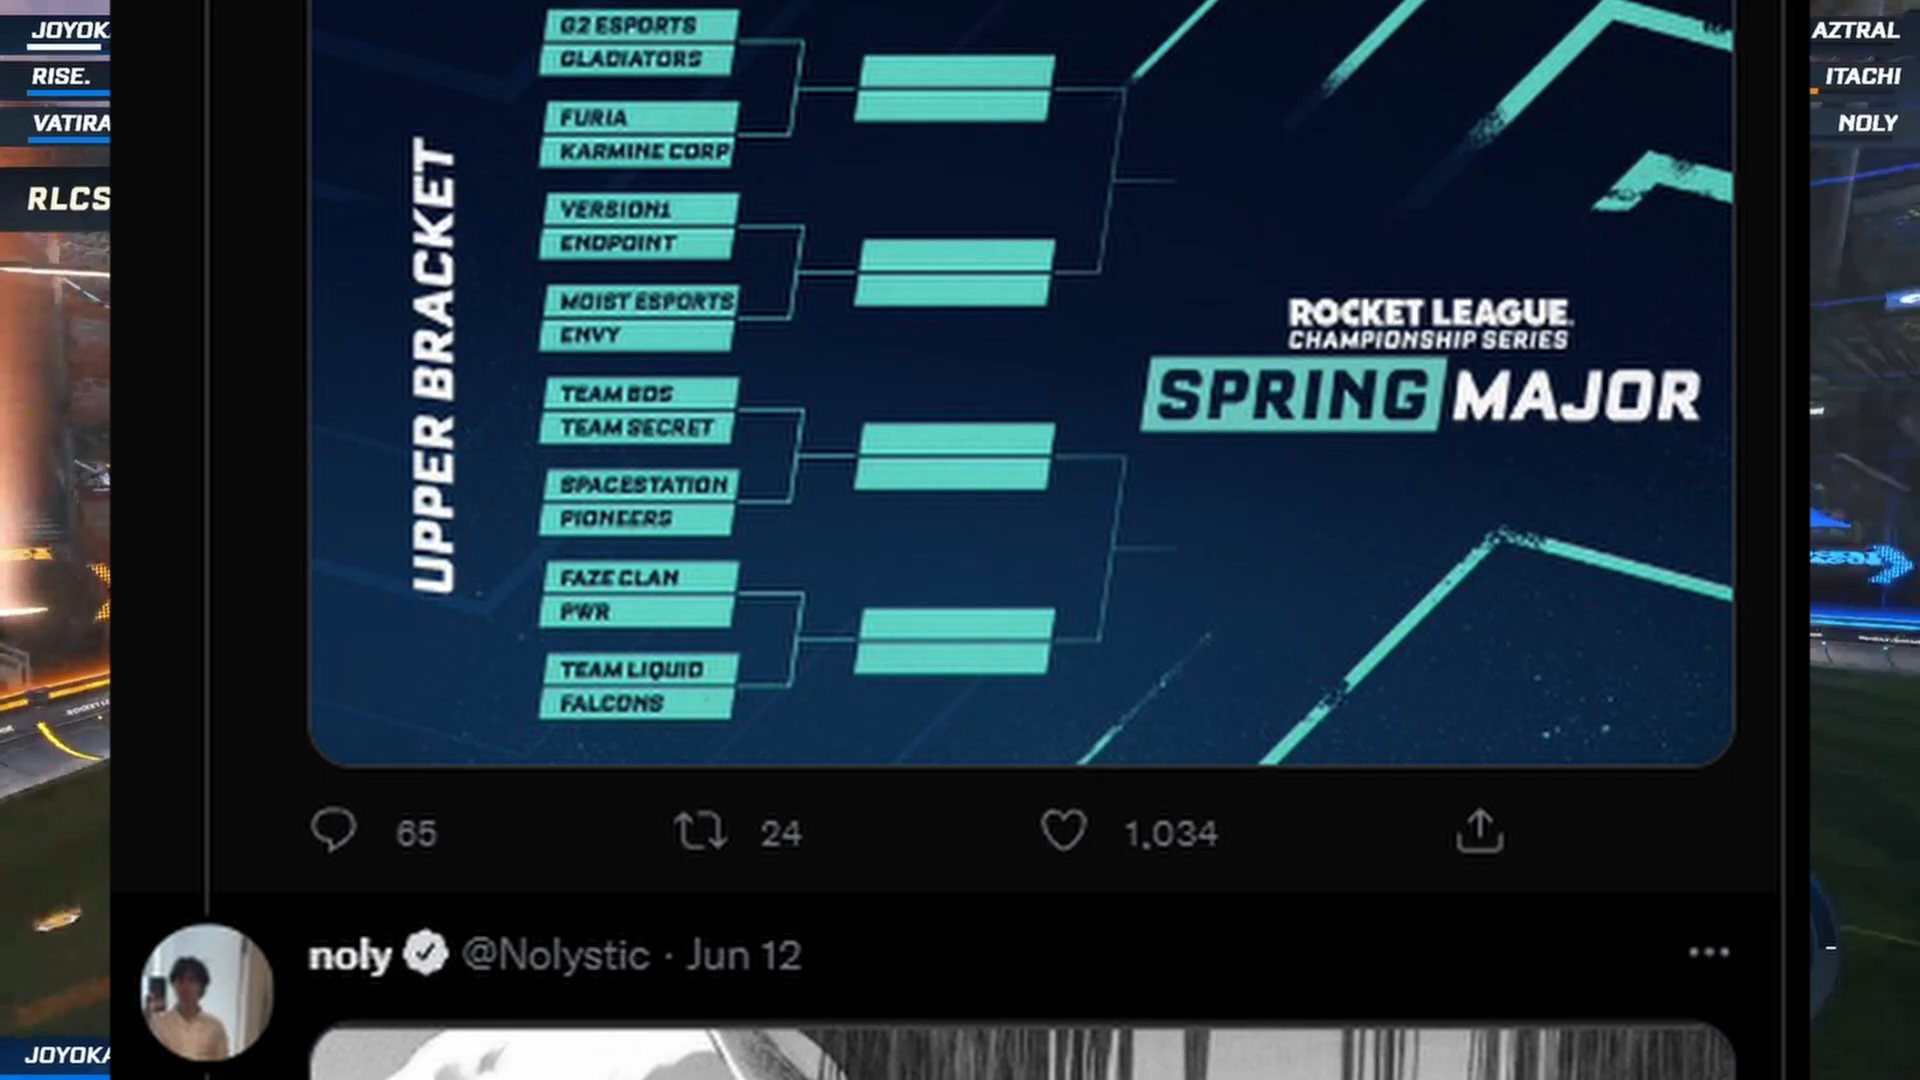 JOYOK
RISE.
VATIRA
RLCS
UPPER BRACKET
G2 ESPORTS
GLADIATORS
FURIA
KARMINE CORP
VERSION1
ENDPOINT
MOIST ESPORTS
ENVY
TEAM BDS
TEAM SECRET
SPACESTATION
PIONEERS
FAZE CLAN
PWR
TEAM LIQUID
FALCONS
ROCKET LEAGUE.
CHAMPIONSHIP SERIES
SPRING MAJOR
AZTRAL
ITACHI
NOLY
65
24
1.034
noly @Nolystic · Jun 12
JOYOKA